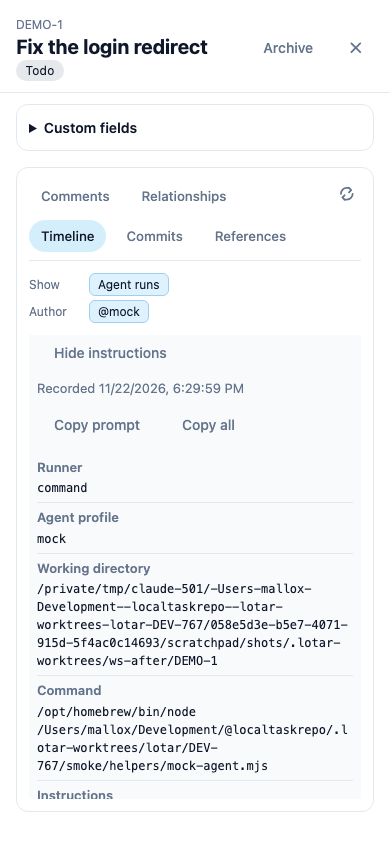 DEMO-1
Fix the login redirect
Archive
Todo
Custom fields
Comments Relationships
Timeline Commits References
Show Agent runs
Author @mock
Hide instructions
Recorded 11/22/2026, 6:29:59 PM
Copy prompt Copy all
Runner
command
Agent profile
mock
Working directory
/private/tmp/claude-501/-Users-mallox-
Development--localtaskrepo--lotar-
worktrees-lotar-DEV-767/058e5d3e-b5e7-4071-
915d-5f4ac0c14693/scratchpad/shots/.lotar-
worktrees/ws-after/DEMO-1
Command
/opt/homebrew/bin/node
/Users/mallox/Development/@localtaskrepo/.l
otar-worktrees/lotar/DEV-
767/smoke/helpers/mock-agent.mjs
Instructions